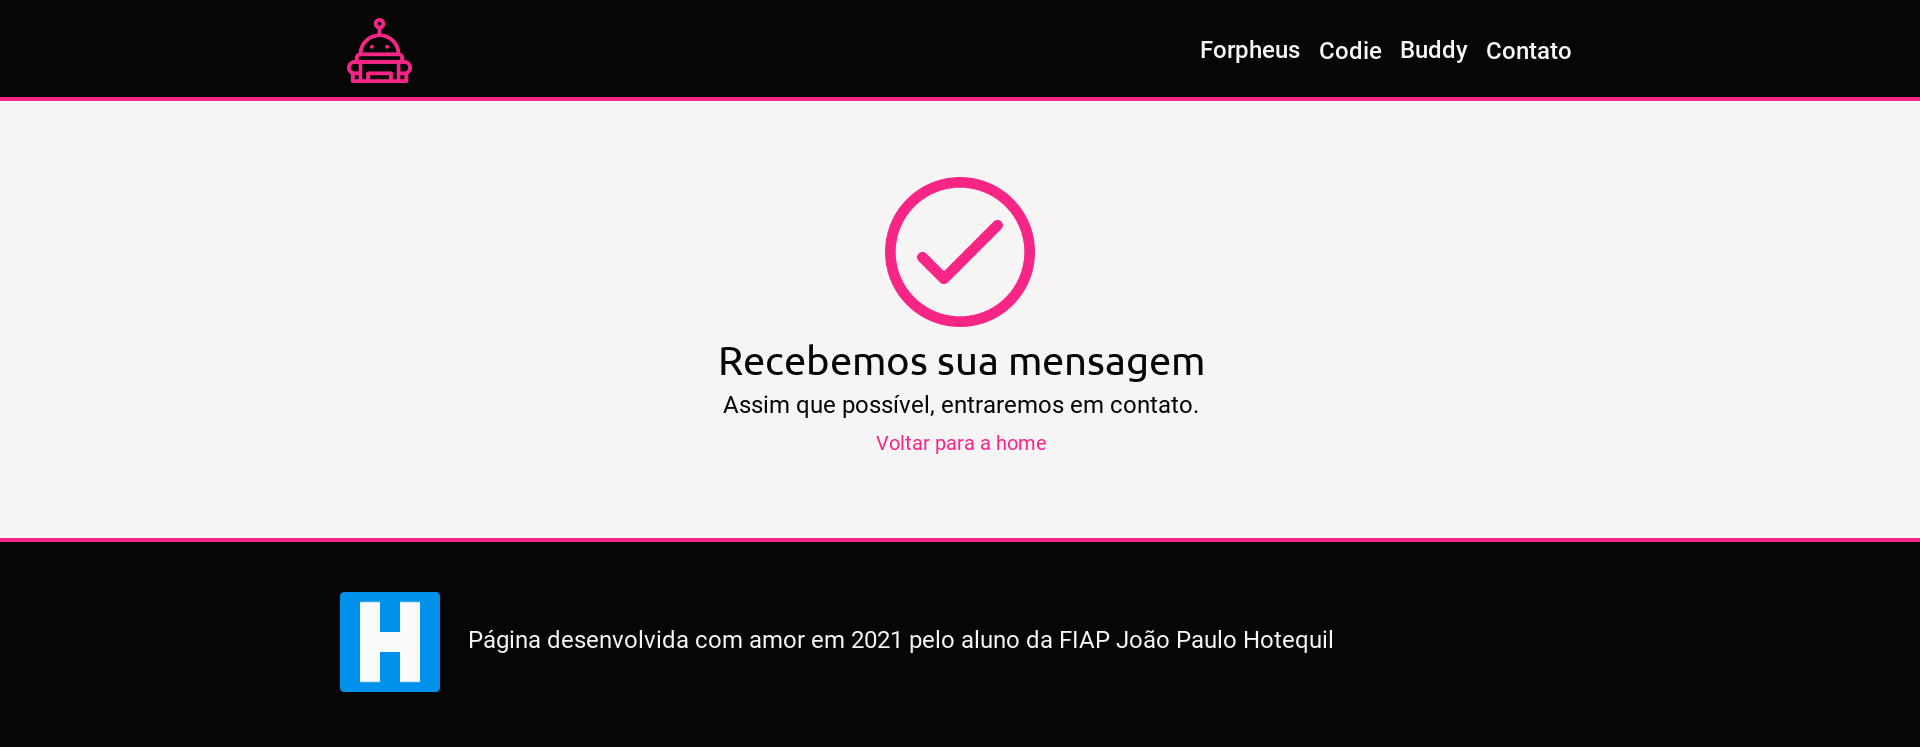 Forpheus Codie Buddy Contato
Recebemos sua mensagem
Assim que possível, entraremos em contato.
Voltar para a home
H
Página desenvolvida com amor em 2021 pelo aluno da FIAP João Paulo Hotequil